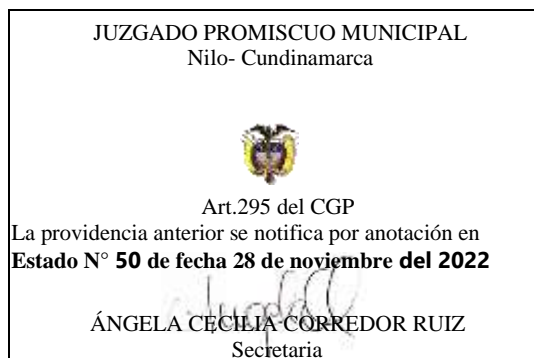 JUZGADO PROMISCUO MUNICIPAL
Nilo- Cundinamarca
Art.295 del CGP
La providencia anterior se notifica por anotación en
Estado N° 50 de fecha 28 de noviembre del 2022
ÁNGELA CECILIA CORREDOR RUIZ
Secretaria